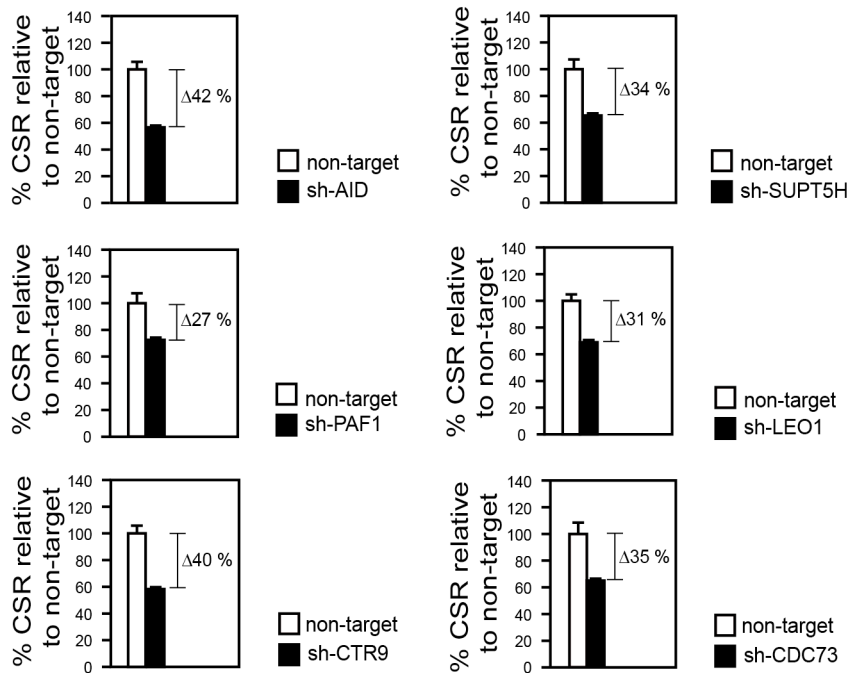 % CSR relative
to non-target
140
120
100
80
60
40
20
0
Δ42 %
non-target
sh-AID
% CSR relative
to non-target
140
120
100
80
60
40
20
0
Δ34 %
non-target
sh-SUPT5H
% CSR relative
to non-target
140
120
100
80
60
40
20
0
Δ27 %
non-target
sh-PAF1
% CSR relative
to non-target
140
120
100
80
60
40
20
0
Δ31 %
non-target
sh-LEO1
% CSR relative
to non-target
140
120
100
80
60
40
20
0
Δ40 %
non-target
sh-CTR9
% CSR relative
to non-target
140
120
100
80
60
40
20
0
Δ35 %
non-target
sh-CDC73